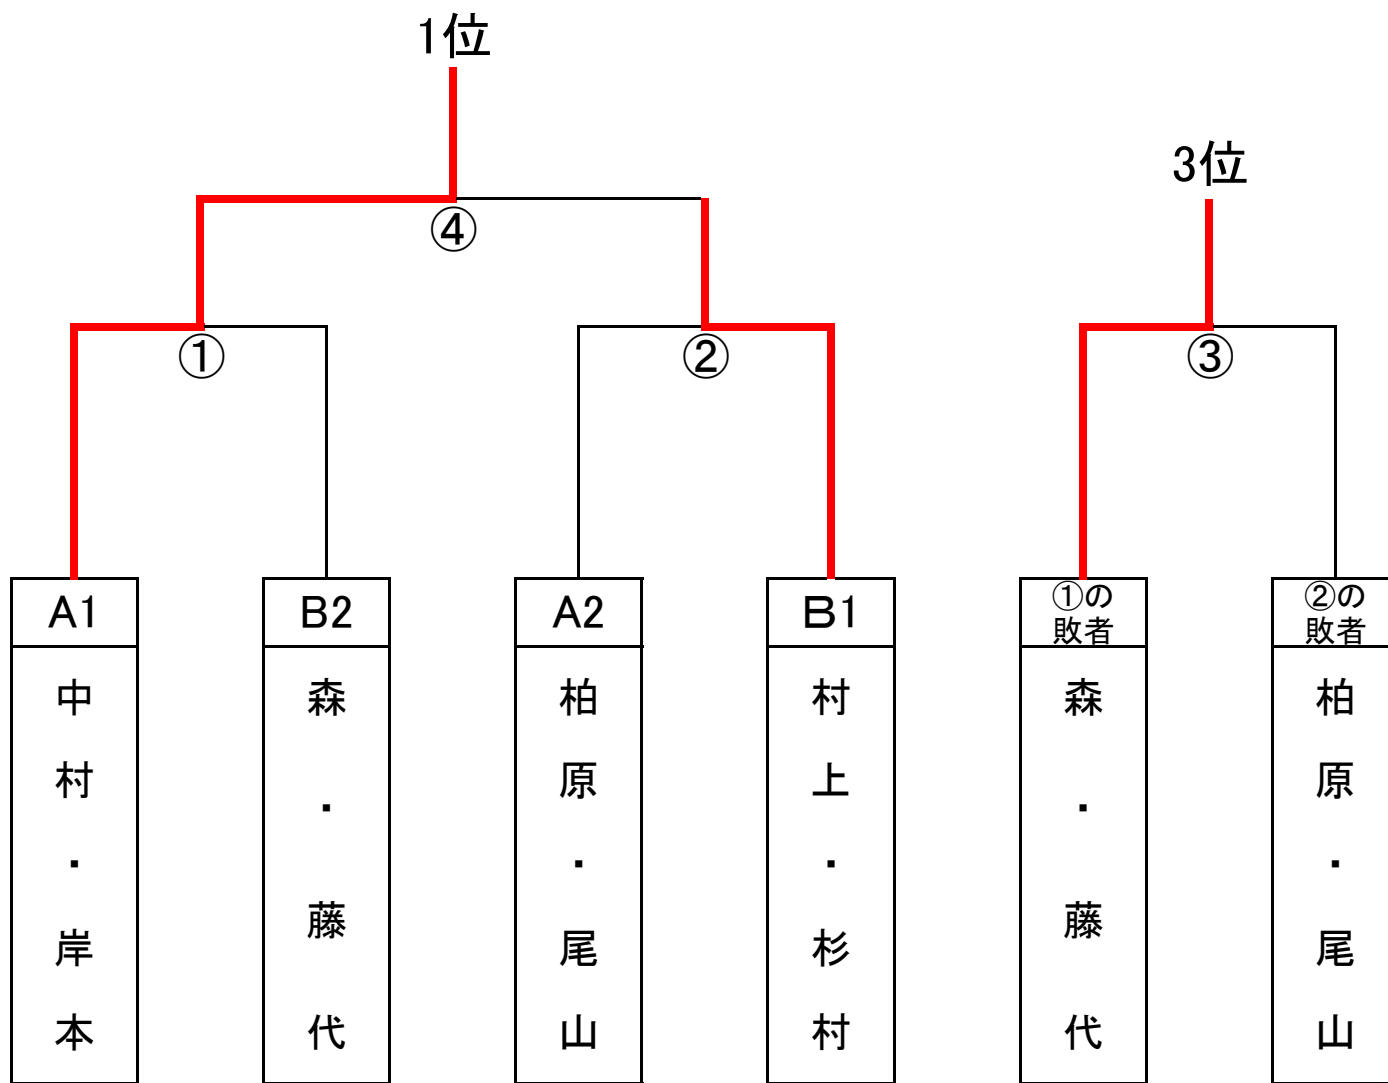 1位
3位
④
①
②
③
A1
B2
A2
B1
①の
敗者
②の
敗者
中村・岸本
森・藤代
柏原・尾山
村上・杉村
森・藤代
柏原・尾山